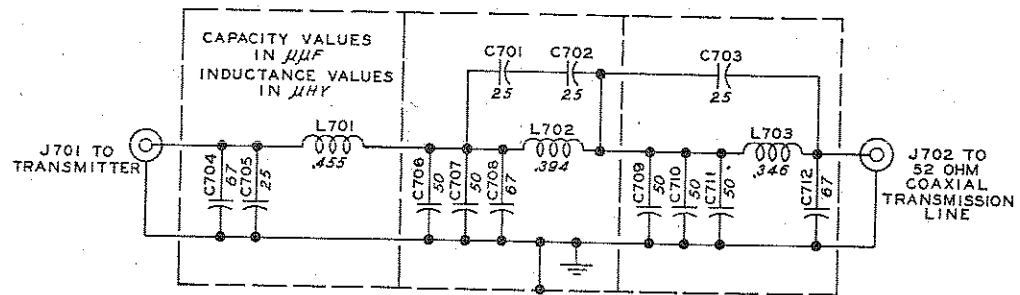 CAPACITY VALUES
IN μμF
INDUCTANCE VALUES
IN μHY
C701
25
C702
25
C703
25
J701 TO
TRANSMITTER
L701
.455
L702
.394
L703
.346
J702 TO
52 OHM
COAXIAL
TRANSMISSION
LINE
C704
67
C705
25
C706
50
C707
50
C708
67
C709
50
C710
50
C711
50
C712
67